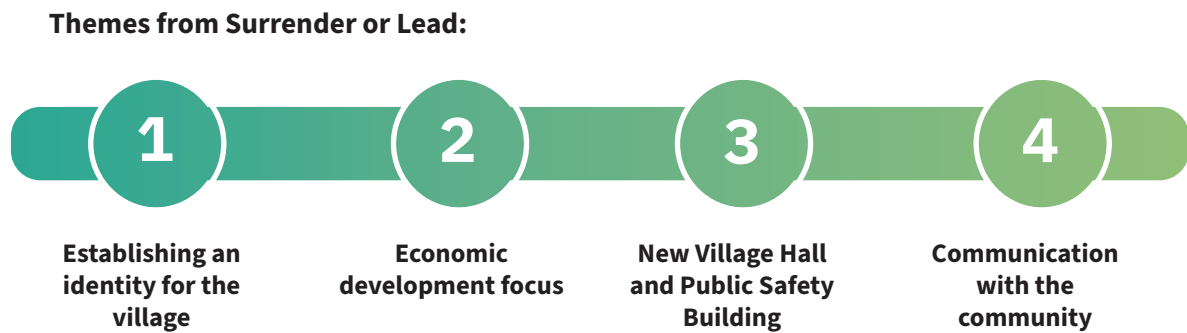 Themes from Surrender or Lead:
1
2
3
4
Establishing an
identity for the
village
Economic
development focus
New Village Hall
and Public Safety
Building
Communication
with the
community